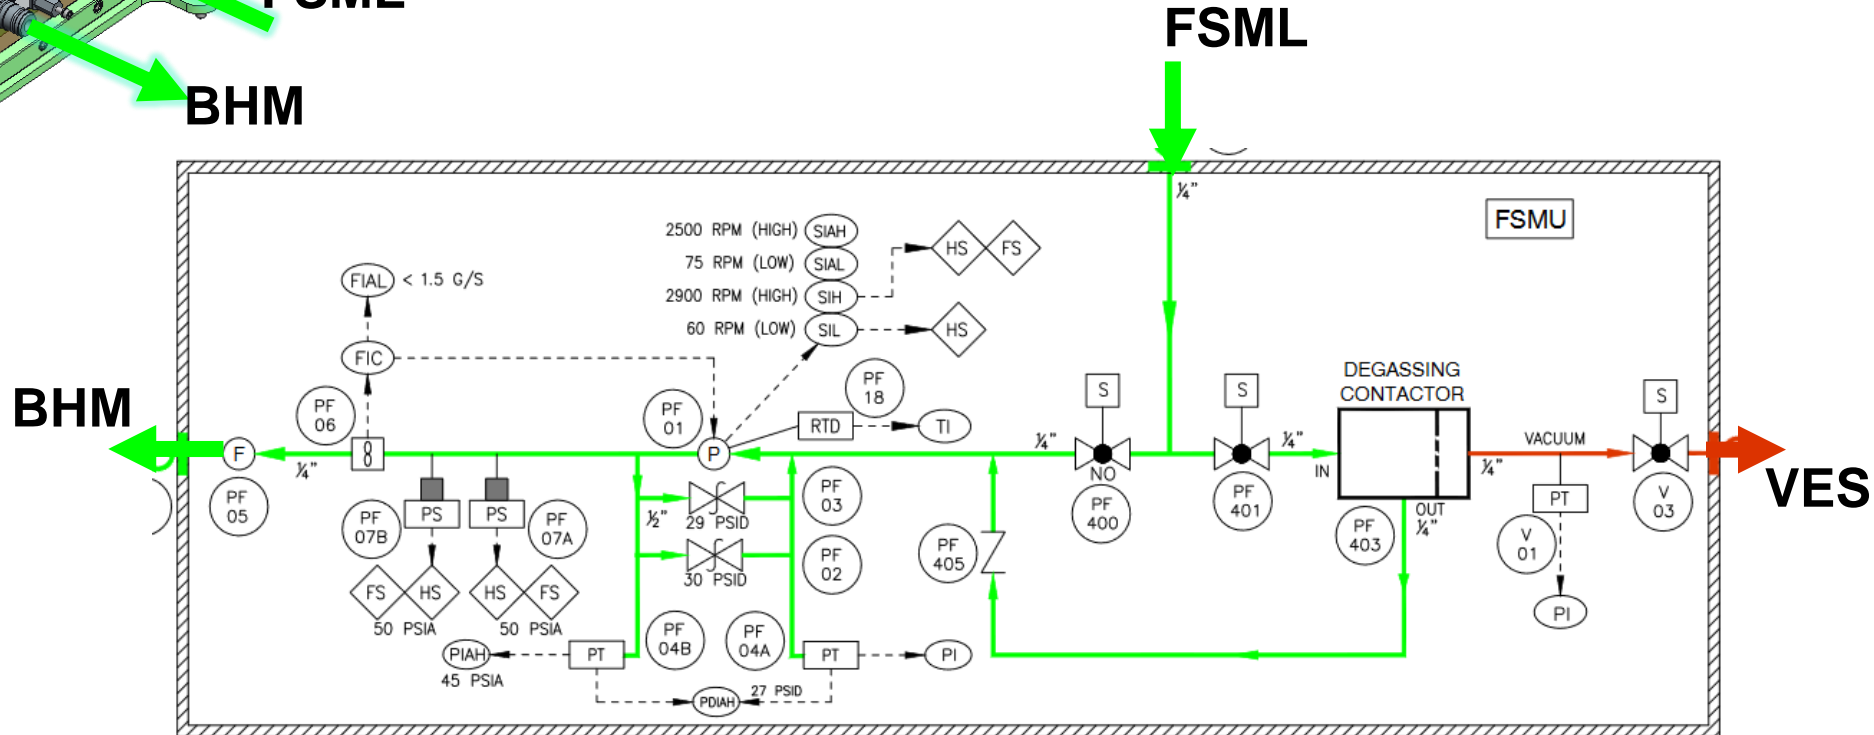 FSML
BHM
FSML
¼"
FSMU
2500 RPM (HIGH) SIAH
75 RPM (LOW) SIAL
2900 RPM (HIGH) SIH
60 RPM (LOW) SIL
HS FS
HS
FIAL < 1.5 G/S
FIC
PF
18
RTD
TI
PF
06
PF
01
BHM
F
8
P
¼"
PF
05
¼"
S
NO
PF
400
S
PF
401
¼"
DEGASSING
CONTACTOR
IN
OUT
¼"
PF
403
VACUUM
¼"
PT
V
01
PI
S
V
03
VES
PS
PS
PF
07B
PF
07A
FS HS
HS FS
50 PSIA
50 PSIA
½"
29 PSID
30 PSID
PF
03
PF
02
PF
405
PF
04B
PF
04A
PIAH
45 PSIA
PT
PT
PI
PDIAH
27 PSID